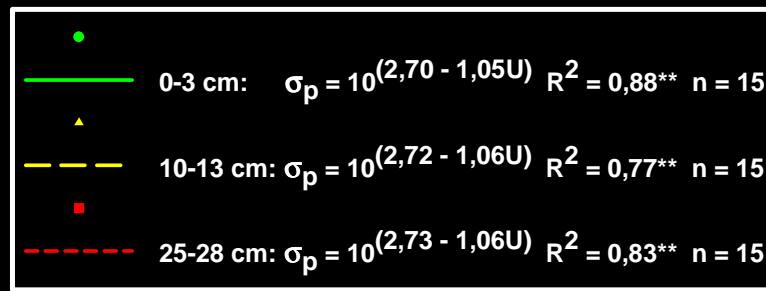 0-3 cm: σp = 10^(2,70 - 1,05U) R² = 0,88** n = 15
10-13 cm: σp = 10^(2,72 - 1,06U) R² = 0,77** n = 15
25-28 cm: σp = 10^(2,73 - 1,06U) R² = 0,83** n = 15